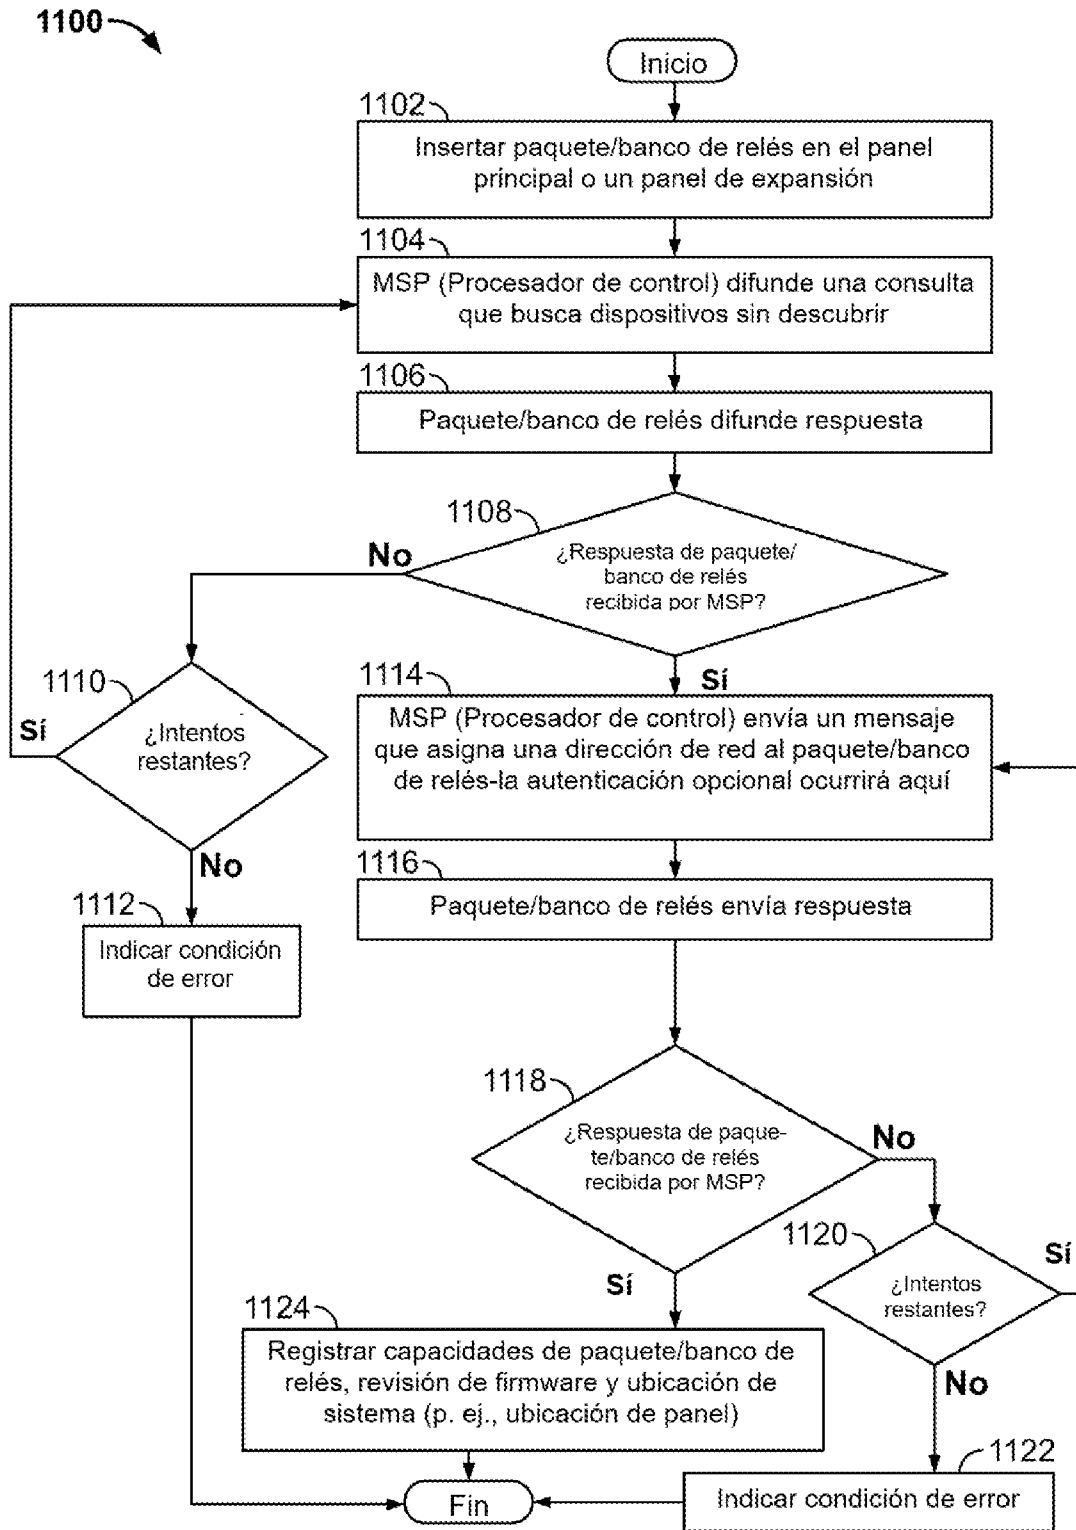 1100
Inicio
1102
Insertar paquete/banco de relés en el panel
principal o un panel de expansión
1104
MSP (Procesador de control) difunde una consulta
que busca dispositivos sin descubrir
1106
Paquete/banco de relés difunde respuesta
1108
¿Respuesta de paquete/
banco de relés
recibida por MSP?
No
Sí
1110
¿Intentos
restantes?
Sí
No
1112
Indicar condición
de error
1114
MSP (Procesador de control) envía un mensaje
que asigna una dirección de red al paquete/banco
de relés-la autenticación opcional ocurrirá aquí
1116
Paquete/banco de relés envía respuesta
1118
¿Respuesta de paque-
te/banco de relés
recibida por MSP?
No
Sí
1120
¿Intentos
restantes?
Sí
No
1122
Indicar condición de error
1124
Registrar capacidades de paquete/banco de
relés, revisión de firmware y ubicación de
sistema (p. ej., ubicación de panel)
Fin